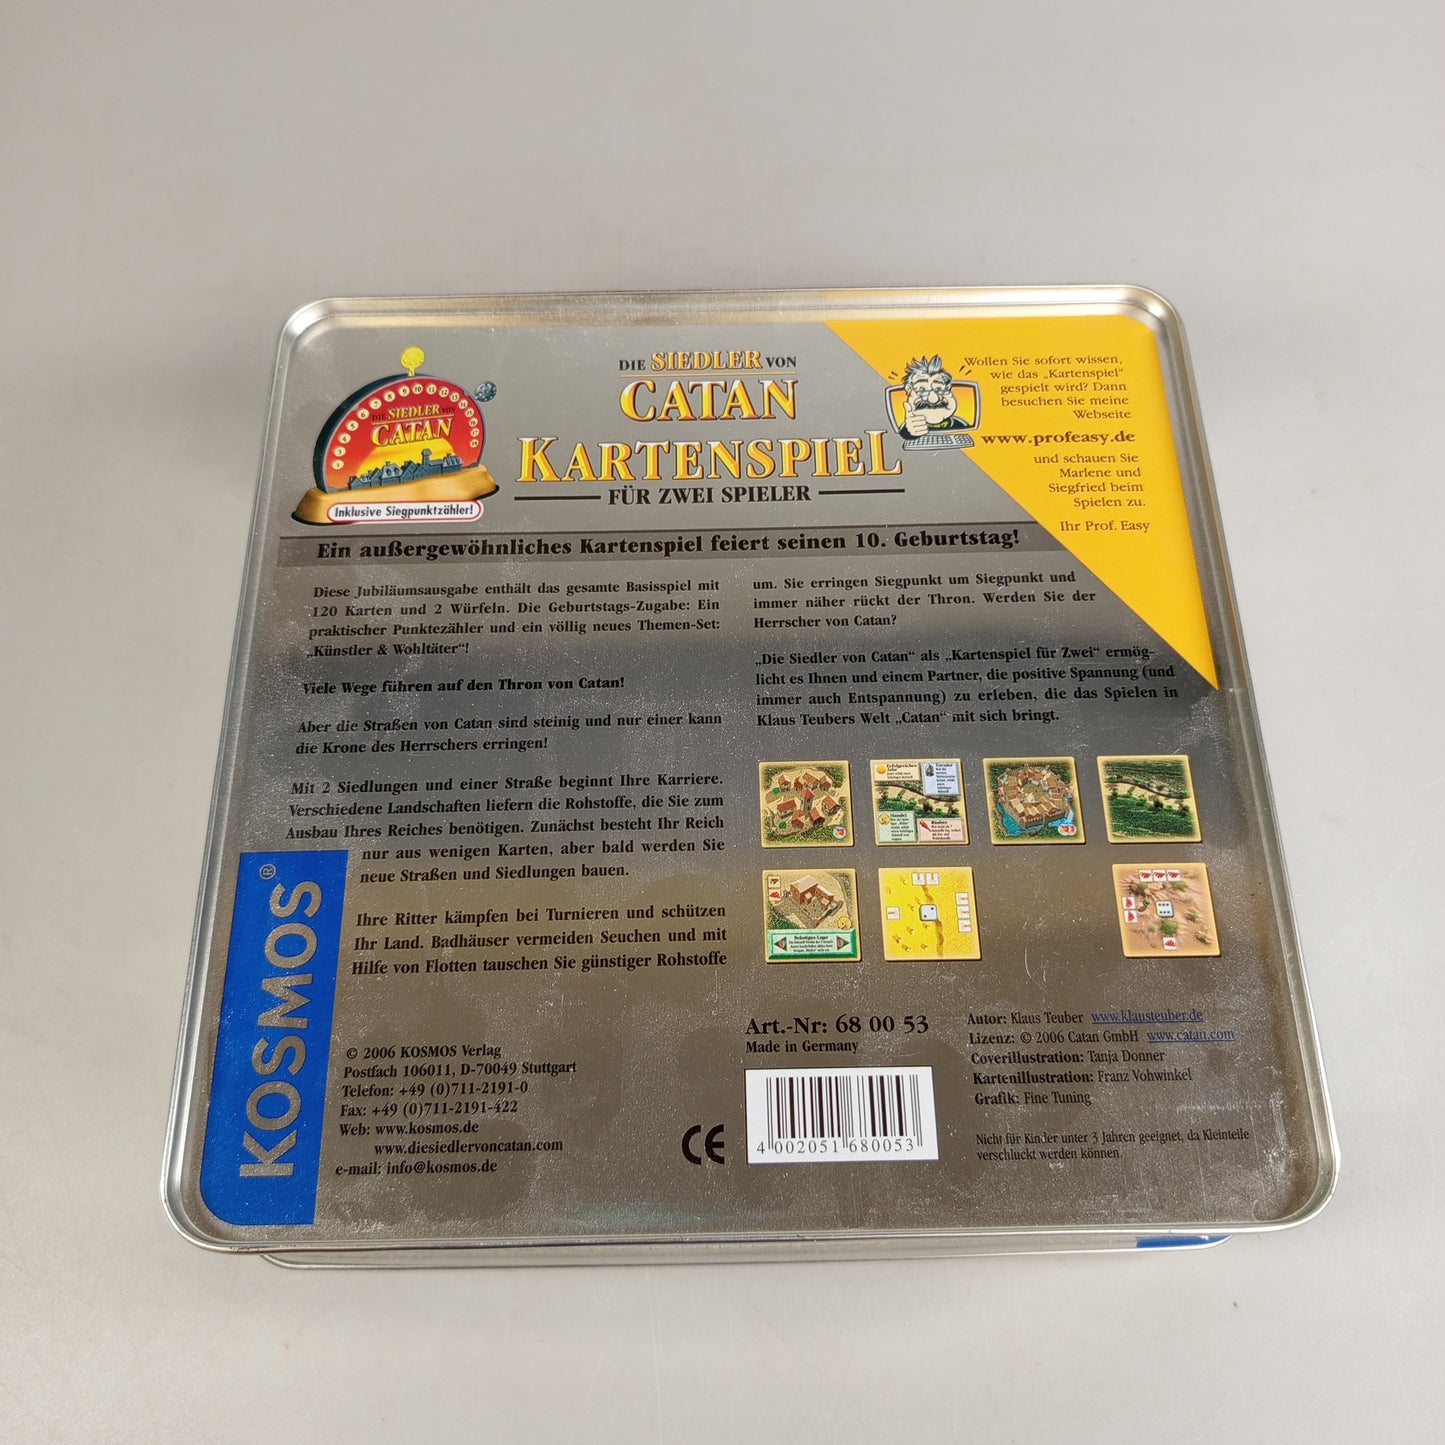 DIE SIEDLER VON
CATAN
KARTENSPIEL
FÜR ZWEI SPIELER
DIE SIEDLER VON
CATAN
Inklusive Siegpunktzähler!
Wollen Sie sofort wissen,
wie das „Kartenspiel“
gespielt wird? Dann
besuchen Sie meine
Webseite
www.profeasy.de
und schauen Sie
Marlene und
Siegfried beim
Spielen zu.
Ihr Prof. Easy
Ein außergewöhnliches Kartenspiel feiert seinen 10. Geburtstag!
Diese Jubiläumsausgabe enthält das gesamte Basisspiel mit
120 Karten und 2 Würfeln. Die Geburtstags-Zugabe: Ein
praktischer Punktezähler und ein völlig neues Themen-Set:
„Künstler & Wohltäter“!
Viele Wege führen auf den Thron von Catan!
Aber die Straßen von Catan sind steinig und nur einer kann
die Krone des Herrschers erringen!
Mit 2 Siedlungen und einer Straße beginnt Ihre Karriere.
Verschiedene Landschaften liefern die Rohstoffe, die Sie zum
Ausbau Ihres Reiches benötigen. Zunächst besteht Ihr Reich
nur aus wenigen Karten, aber bald werden Sie
neue Straßen und Siedlungen bauen.
Ihre Ritter kämpfen bei Turnieren und schützen
Ihr Land. Badhäuser vermeiden Seuchen und mit
Hilfe von Flotten tauschen Sie günstiger Rohstoffe
um. Sie erringen Siegpunkt um Siegpunkt und
immer näher rückt der Thron. Werden Sie der
Herrscher von Catan?
„Die Siedler von Catan“ als „Kartenspiel für Zwei“ ermög-
licht es Ihnen und einem Partner, die positive Spannung (und
immer auch Entspannung) zu erleben, die das Spielen in
Klaus Teubers Welt „Catan“ mit sich bringt.
KOSMOS®
© 2006 KOSMOS Verlag
Postfach 106011, D-70049 Stuttgart
Telefon: +49 (0)711-2191-0
Fax: +49 (0)711-2191-422
Web: www.kosmos.de
www.diesiedlervoncatan.com
e-mail: info@kosmos.de
CE
Art.-Nr: 68 00 53
Made in Germany
4 002051 680053
Autor: Klaus Teuber www.klausteuber.de
Lizenz: © 2006 Catan GmbH www.catan.com
Coverillustration: Tanja Donner
Kartenillustration: Franz Vohwinkel
Grafik: Fine Tuning
Nicht für Kinder unter 3 Jahren geeignet, da Kleinteile
verschluckt werden können.